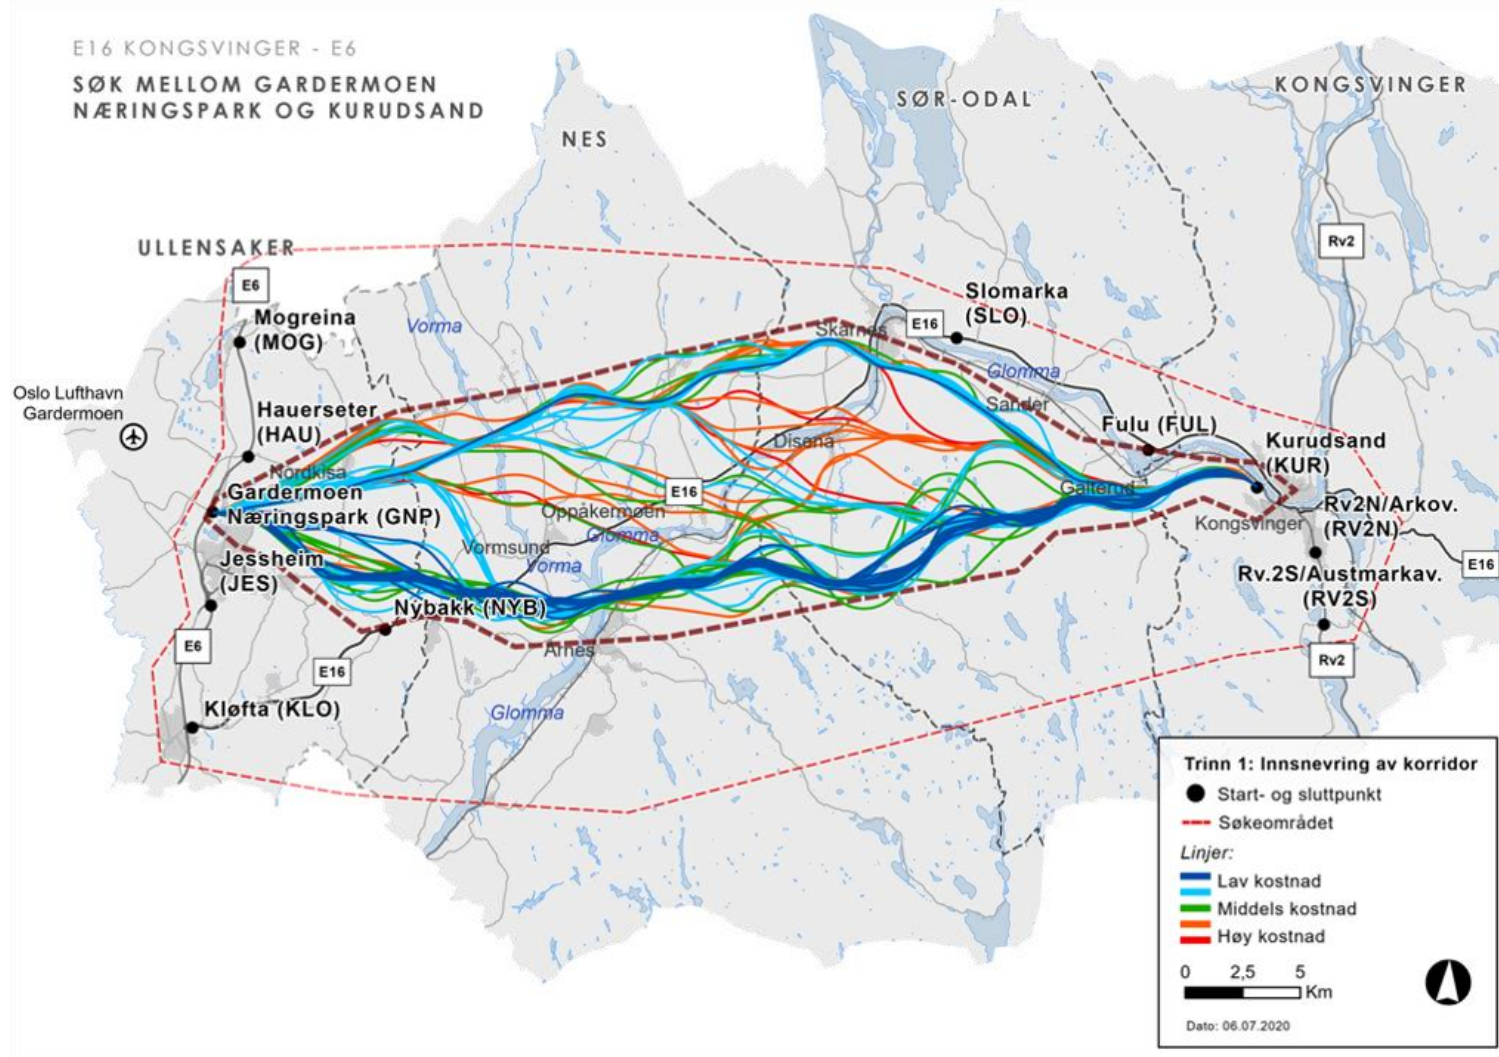 E16 KONGSVINGER - E6
SØK MELLOM GARDERMOEN
NÆRINGSPARK OG KURUDSAND
NES
SØR-ODAL
KONGSVINGER
ULLENSAKER
Rv2
E6
Mogreina
(MOG)
Vorma
Slomarka
(SLO)
E16
Skarnes
Glomma
Oslo Lufthavn
Gardermoen
Hauerseter
(HAU)
Sander
Fulu (FUL)
Disena
Kurudsand
(KUR)
Nordkisa
Gardermoen
Næringspark (GNP)
E16
Galterud
Oppåkermoen
Kongsvinger
Rv2N/Arkov.
(RV2N)
Glomma
Vormsund
Vorma
Jessheim
(JES)
E16
Rv.2S/Austmarkav.
(RV2S)
Nybakk (NYB)
E6
Årnes
E16
Rv2
Kløfta (KLO)
Glomma
Trinn 1: Innsnevring av korridor
Start- og sluttpunkt
Søkeområdet
Linjer:
Lav kostnad
Middels kostnad
Høy kostnad
0 2,5 5
Km
Dato: 06.07.2020